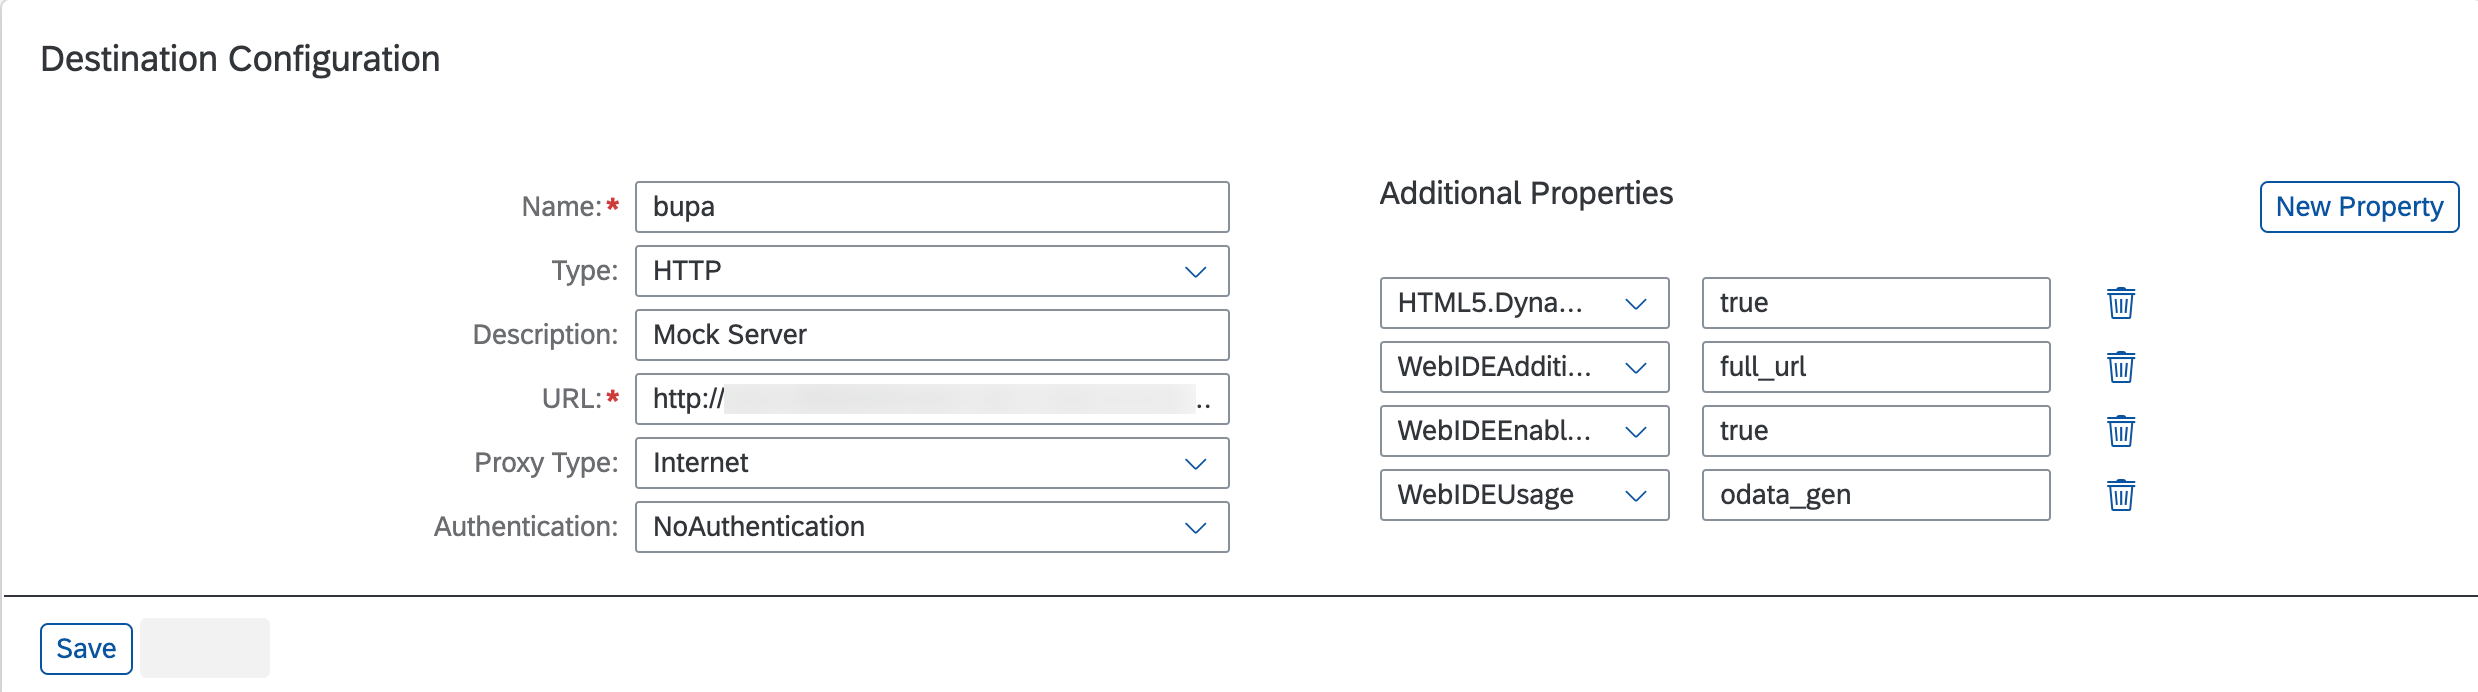 Destination Configuration
Name:* bupa
Type: HTTP
Description: Mock Server
URL:* http:// ..
Proxy Type: Internet
Authentication: NoAuthentication
Additional Properties
New Property
HTML5.Dyna... true
WebIDEAdditi... full_url
WebIDEEnabl... true
WebIDEUsage odata_gen
Save